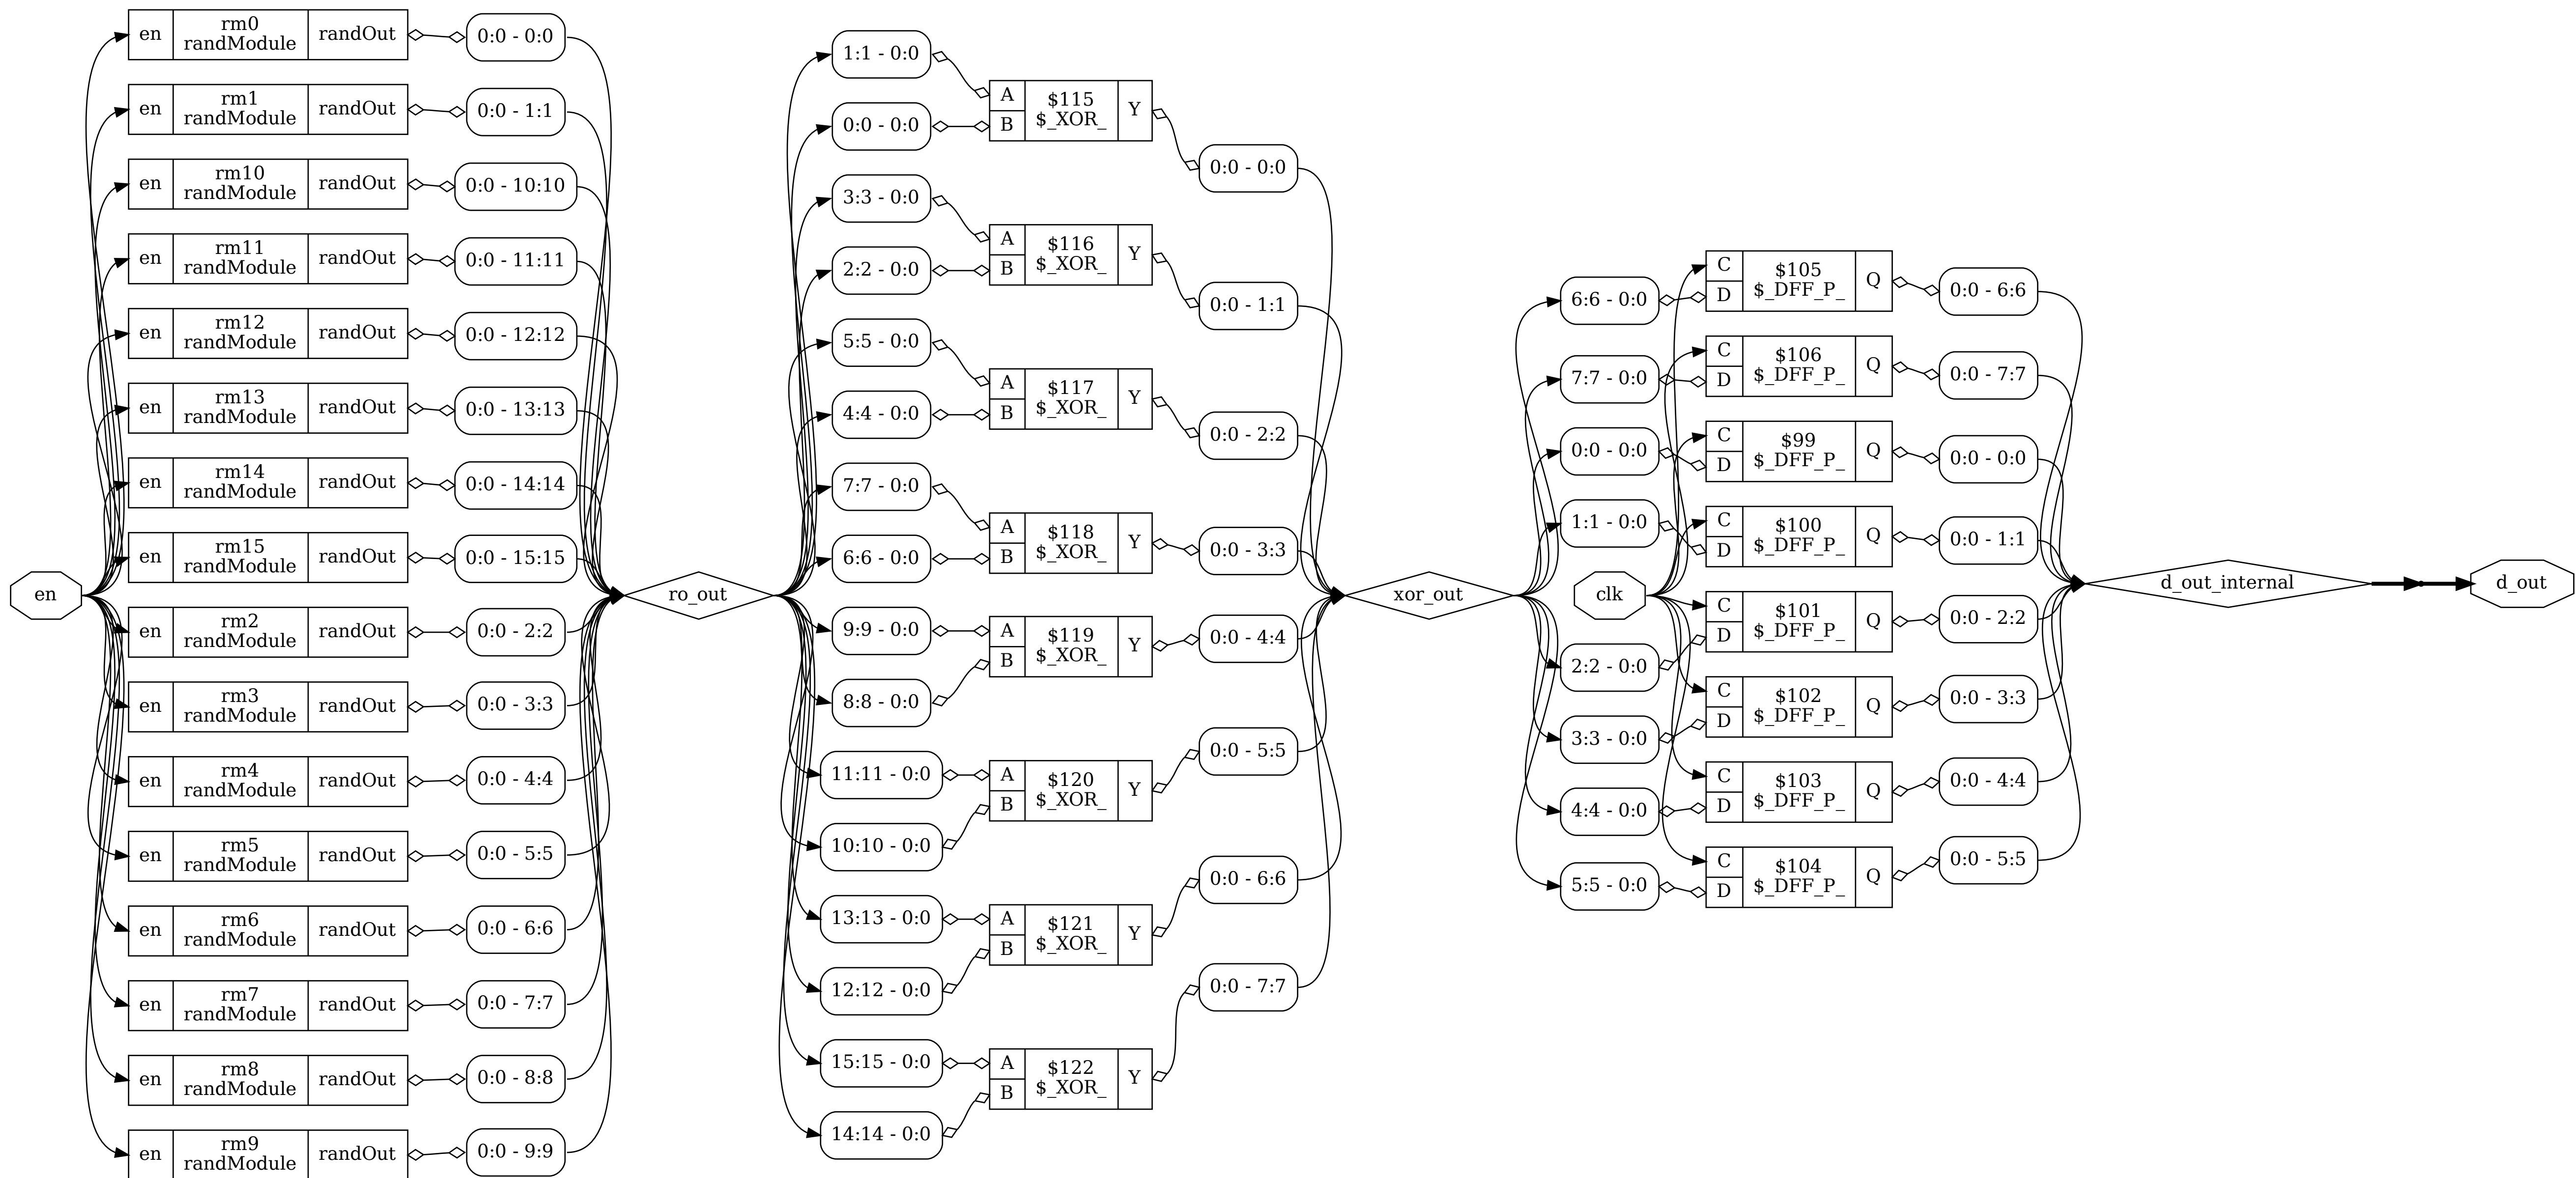 en
en rm0 randModule randOut 0:0 - 0:0
en rm1 randModule randOut 0:0 - 1:1
en rm10 randModule randOut 0:0 - 10:10
en rm11 randModule randOut 0:0 - 11:11
en rm12 randModule randOut 0:0 - 12:12
en rm13 randModule randOut 0:0 - 13:13
en rm14 randModule randOut 0:0 - 14:14
en rm15 randModule randOut 0:0 - 15:15
en rm2 randModule randOut 0:0 - 2:2
en rm3 randModule randOut 0:0 - 3:3
en rm4 randModule randOut 0:0 - 4:4
en rm5 randModule randOut 0:0 - 5:5
en rm6 randModule randOut 0:0 - 6:6
en rm7 randModule randOut 0:0 - 7:7
en rm8 randModule randOut 0:0 - 8:8
en rm9 randModule randOut 0:0 - 9:9
ro_out
1:1 - 0:0
0:0 - 0:0
A B $115 $_XOR_ Y
0:0 - 0:0
3:3 - 0:0
2:2 - 0:0
A B $116 $_XOR_ Y
0:0 - 1:1
5:5 - 0:0
4:4 - 0:0
A B $117 $_XOR_ Y
0:0 - 2:2
7:7 - 0:0
6:6 - 0:0
A B $118 $_XOR_ Y
0:0 - 3:3
9:9 - 0:0
8:8 - 0:0
A B $119 $_XOR_ Y
0:0 - 4:4
11:11 - 0:0
10:10 - 0:0
A B $120 $_XOR_ Y
0:0 - 5:5
13:13 - 0:0
12:12 - 0:0
A B $121 $_XOR_ Y
0:0 - 6:6
15:15 - 0:0
14:14 - 0:0
A B $122 $_XOR_ Y
0:0 - 7:7
xor_out
clk
6:6 - 0:0
C D $105 $_DFF_P_ Q
0:0 - 6:6
7:7 - 0:0
C D $106 $_DFF_P_ Q
0:0 - 7:7
0:0 - 0:0
C D $99 $_DFF_P_ Q
0:0 - 0:0
1:1 - 0:0
C D $100 $_DFF_P_ Q
0:0 - 1:1
2:2 - 0:0
C D $101 $_DFF_P_ Q
0:0 - 2:2
3:3 - 0:0
C D $102 $_DFF_P_ Q
0:0 - 3:3
4:4 - 0:0
C D $103 $_DFF_P_ Q
0:0 - 4:4
5:5 - 0:0
C D $104 $_DFF_P_ Q
0:0 - 5:5
d_out_internal
d_out